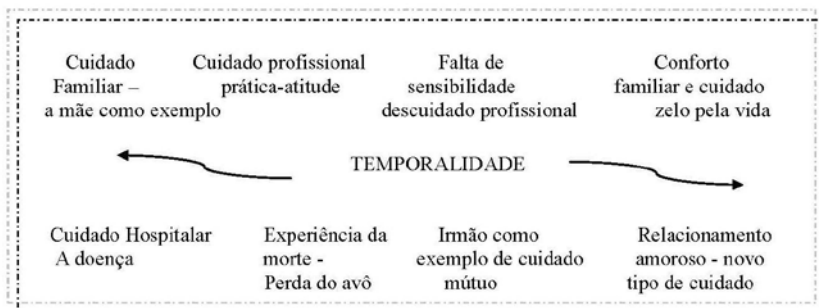 Cuidado
Familiar –
a mãe como exemplo
Cuidado profissional
prática-atitude
Falta de
sensibilidade
descuidado profissional
Conforto
familiar e cuidado
zelo pela vida
TEMPORALIDADE
Cuidado Hospitalar
A doença
Experiência da
morte -
Perda do avô
Irmão como
exemplo de cuidado
mútuo
Relacionamento
amoroso - novo
tipo de cuidado